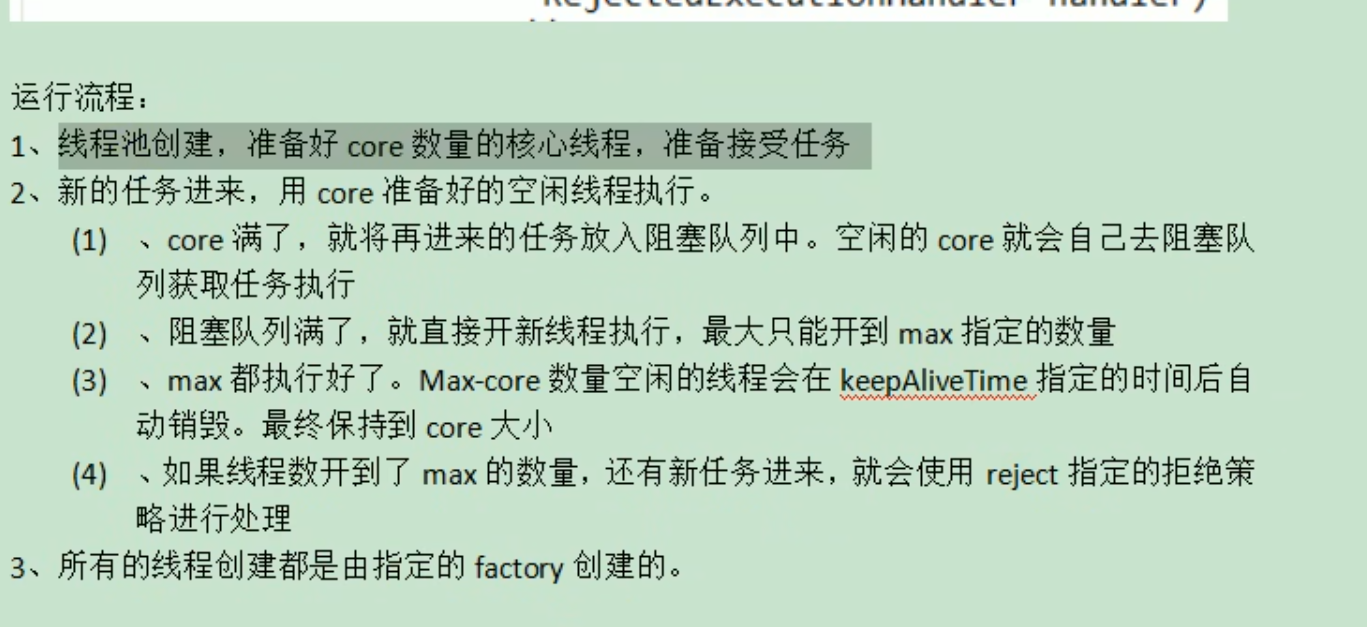 RejectedExecutionHandler handler)
运行流程：
1、线程池创建，准备好 core 数量的核心线程，准备接受任务
2、新的任务进来，用 core 准备好的空闲线程执行。
(1) 、core 满了，就将再进来的任务放入阻塞队列中。空闲的 core 就会自己去阻塞队
列获取任务执行
(2) 、阻塞队列满了，就直接开新线程执行，最大只能开到 max 指定的数量
(3) 、max 都执行好了。Max-core 数量空闲的线程会在 keepAliveTime 指定的时间后自
动销毁。最终保持到 core 大小
(4) 、如果线程数开到了 max 的数量，还有新任务进来，就会使用 reject 指定的拒绝策
略进行处理
3、所有的线程创建都是由指定的 factory 创建的。